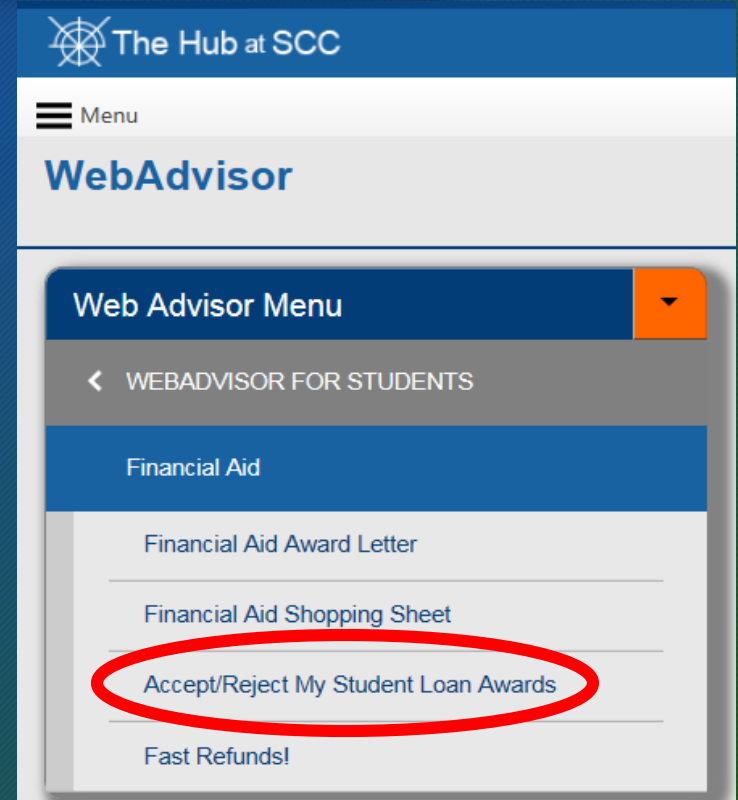 The Hub at SCC
Menu
WebAdvisor
Web Advisor Menu
WEBADVISOR FOR STUDENTS
Financial Aid
Financial Aid Award Letter
Financial Aid Shopping Sheet
Accept/Reject My Student Loan Awards
Fast Refunds!